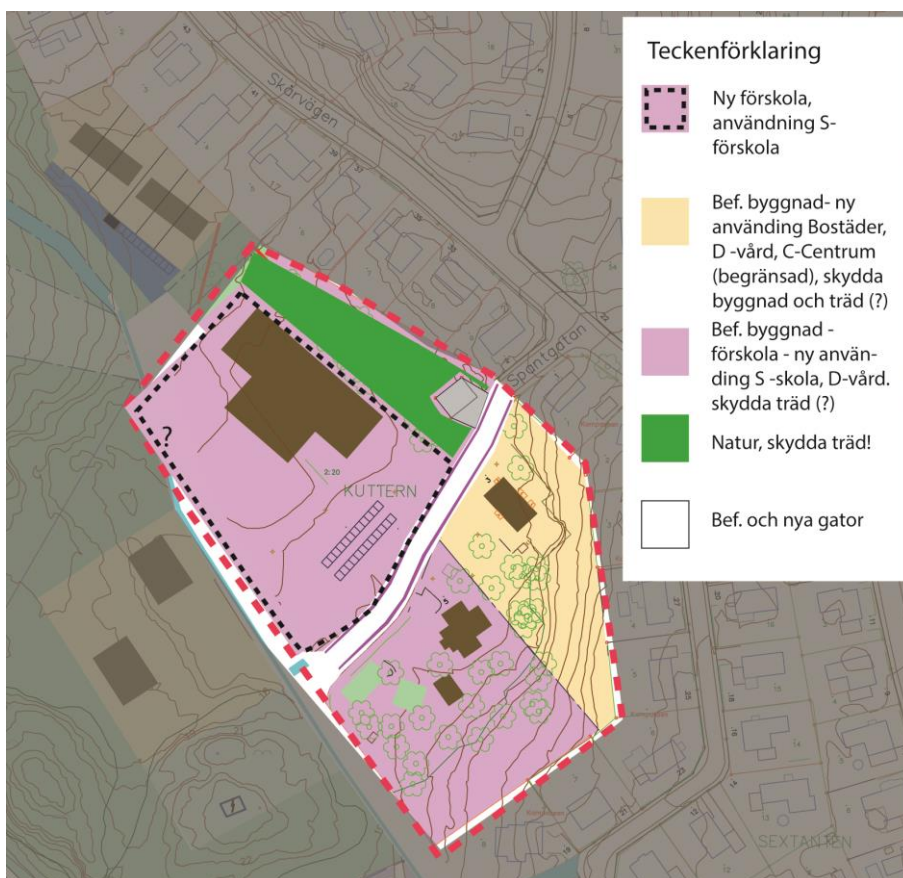 Teckenförklaring
Ny förskola,
användning S-
förskola
Bef. byggnad- ny
använding Bostäder,
D -vård, C-Centrum
(begränsad), skydda
byggnad och träd (?)
Bef. byggnad -
förskola - ny använ-
ding S -skola, D-vård.
skydda träd (?)
Natur, skydda träd!
Bef. och nya gator
Skårvägen
Spantgatan
?
2:20
KUTTERN
SEXTANTEN